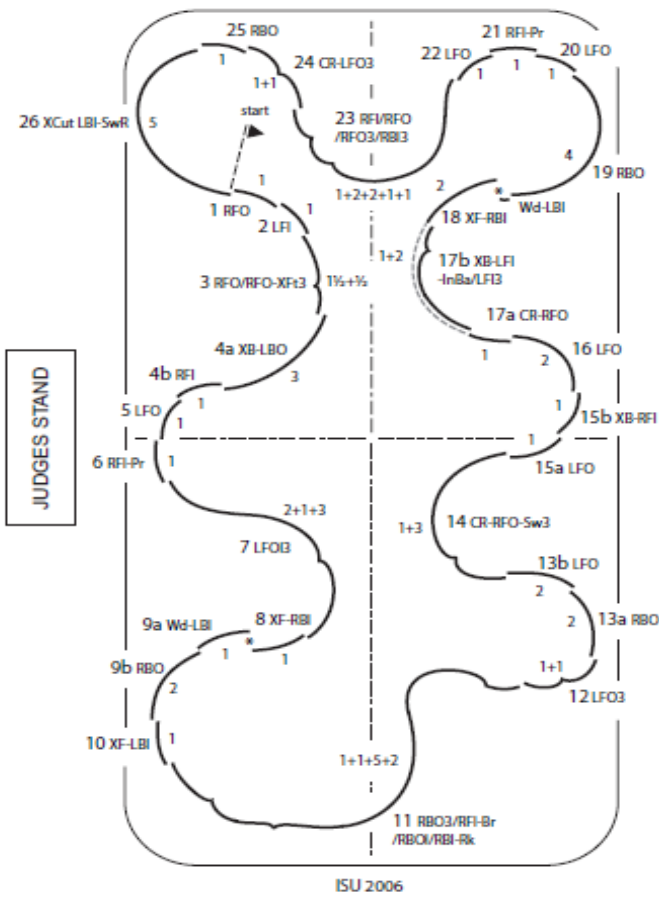 25 RBO
1
1+1
24 CR-LFO3
start
26 XCut LBI-SwR
5
1
1 RFO
2 LFI
1
3 RFO/RFO-XFt3
1½+½
4a XB-LBO
3
4b RFI
1
5 LFO
1
JUDGES STAND
6 RFI-Pr
1
2+1+3
7 LFOI3
9a Wd-LBI
8 XF-RBI
*
1
1
9b RBO
2
10 XF-LBI
1
1+1+5+2
11 RBO3/RFI-Br
/RBOI/RBI-Rk
12 LFO3
1+1
13a RBO
2
13b LFO
2
14 CR-RFO-Sw3
1+3
15a LFO
1
15b XB-RFI
1
16 LFO
2
17a CR-RFO
1
17b XB-LFI
-InBa/LFI3
1+2
18 XF-RBI
2
*
Wd-LBI
19 RBO
4
20 LFO
1
21 RFI-Pr
1
22 LFO
1
23 RFI/RFO
/RFO3/RBI3
1+2+2+1+1
ISU 2006